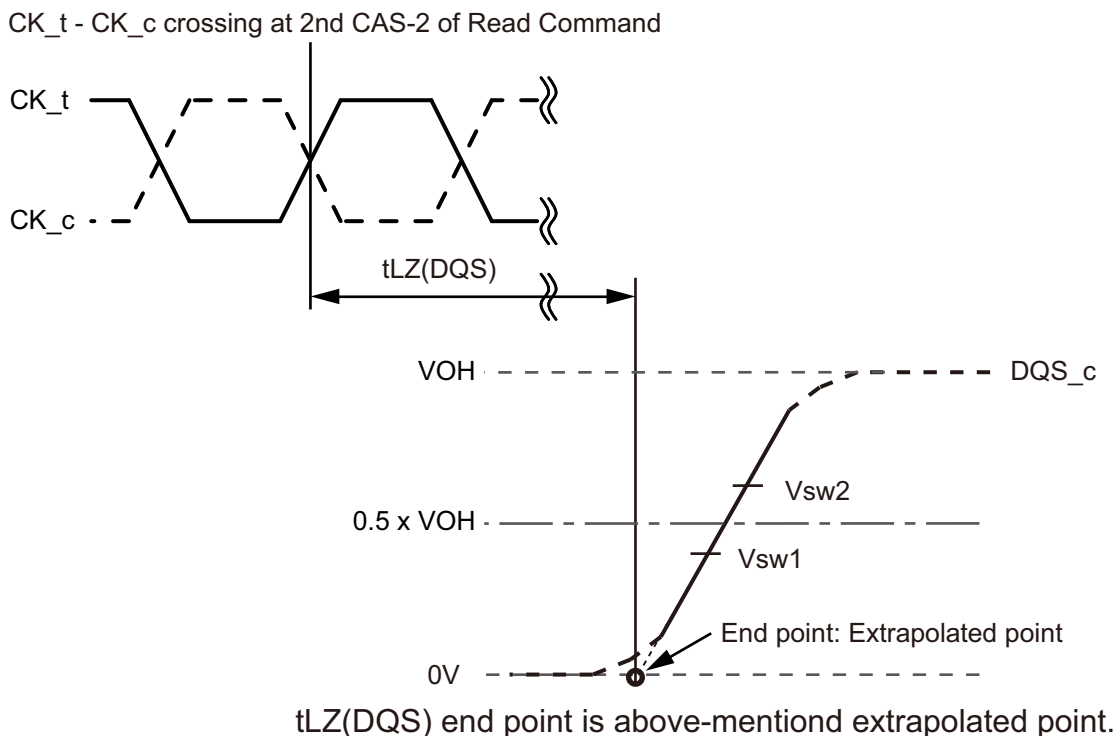 CK_t - CK_c crossing at 2nd CAS-2 of Read Command
CK_t
CK_c
tLZ(DQS)
VOH
DQS_c
Vsw2
0.5 x VOH
Vsw1
End point: Extrapolated point
0V
tLZ(DQS) end point is above-mentiond extrapolated point.